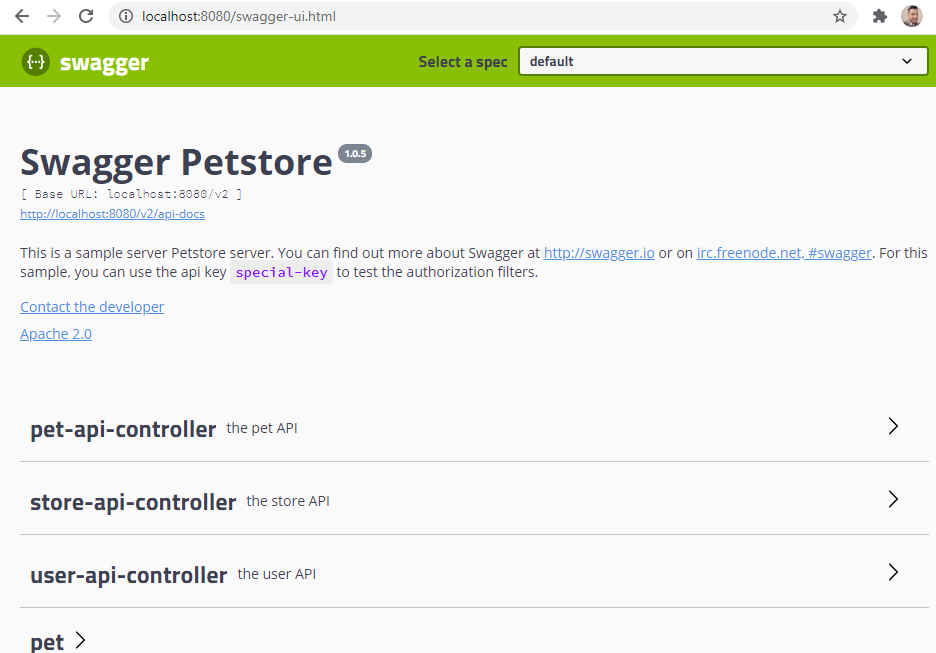 localhost:8080/swagger-ui.html
{··} swagger
Select a spec default
Swagger Petstore 1.0.5
[ Base URL: localhost:8080/v2 ]
http://localhost:8080/v2/api-docs
This is a sample server Petstore server. You can find out more about Swagger at http://swagger.io or on irc.freenode.net, #swagger. For this
sample, you can use the api key special-key to test the authorization filters.
Contact the developer
Apache 2.0
pet-api-controller the pet API
store-api-controller the store API
user-api-controller the user API
pet